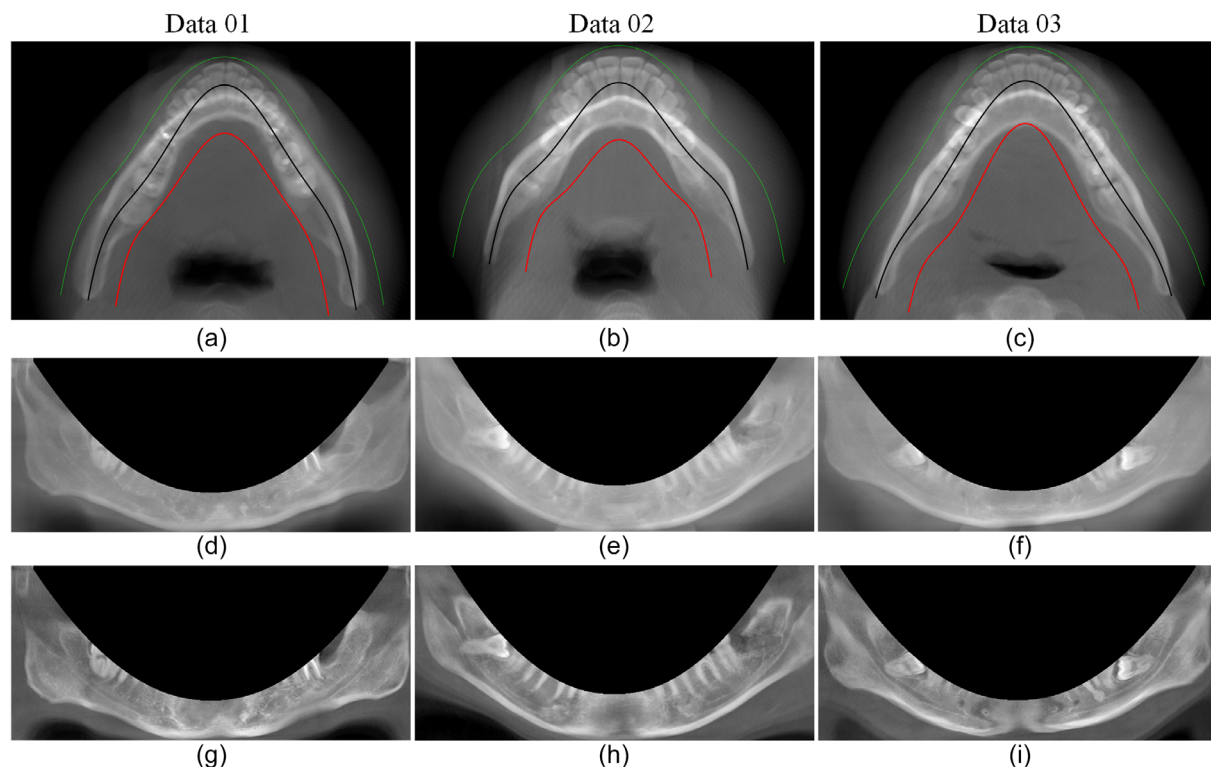 Data 01 Data 02 Data 03
(a) (b) (c)
(d) (e) (f)
(g) (h) (i)